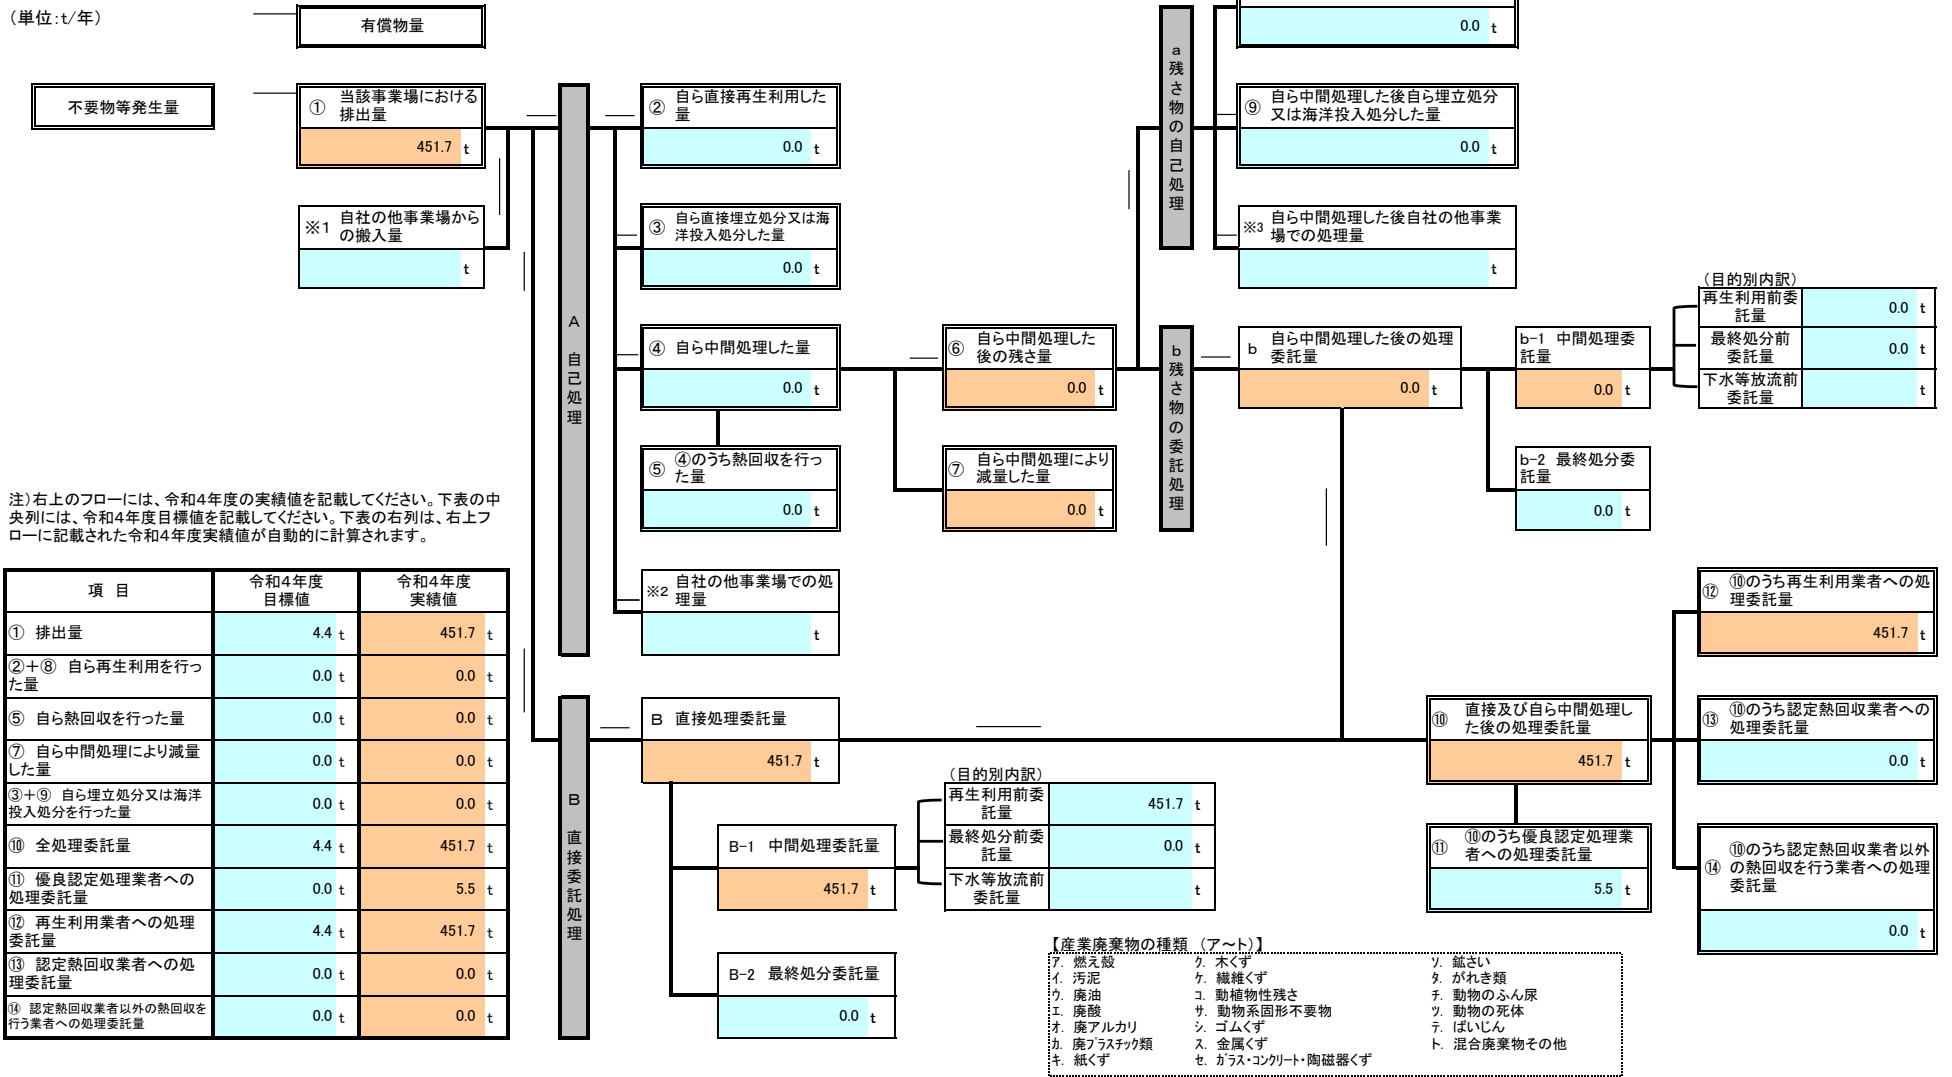 （単位：t/年）
有償物量
0.0 t
不要物等発生量
① 当該事業場における
排出量
451.7 t
※1 自社の他事業場から
の搬入量
t
A 自己処理
② 自ら直接再生利用した
量
0.0 t
③ 自ら直接埋立処分又は海
洋投入処分した量
0.0 t
④ 自ら中間処理した量
0.0 t
⑤ ④のうち熱回収を行っ
た量
0.0 t
※2 自社の他事業場での処
理量
t
⑥ 自ら中間処理した
後の残さ量
0.0 t
⑦ 自ら中間処理により
減量した量
0.0 t
a 残さ物の自己処理
⑨ 自ら中間処理した後自ら埋立処分
又は海洋投入処分した量
0.0 t
※3 自ら中間処理した後自社の他事業
場での処理量
t
b 残さ物の委託処理
b 自ら中間処理した後の処理
委託量
0.0 t
b-1 中間処理委
託量
0.0 t
b-2 最終処分委
託量
0.0 t
（目的別内訳）
再生利用前委
託量
0.0 t
最終処分前
委託量
0.0 t
下水等放流前
委託量
t
注）右上のフローには、令和4年度の実績値を記載してください。下表の中
央列には、令和4年度目標値を記載してください。下表の右列は、右上フ
ローに記載された令和4年度実績値が自動的に計算されます。
項 目 令和4年度
目標値 令和4年度
実績値
① 排出量 4.4 t 451.7 t
②＋⑧ 自ら再生利用を行っ
た量 0.0 t 0.0 t
⑤ 自ら熱回収を行った量 0.0 t 0.0 t
⑦ 自ら中間処理により減量
した量 0.0 t 0.0 t
③＋⑨ 自ら埋立処分又は海洋
投入処分を行った量 0.0 t 0.0 t
⑩ 全処理委託量 4.4 t 451.7 t
⑪ 優良認定処理業者への
処理委託量 0.0 t 5.5 t
⑫ 再生利用業者への処理
委託量 4.4 t 451.7 t
⑬ 認定熱回収業者への処
理委託量 0.0 t 0.0 t
⑭ 認定熱回収業者以外の熱回収を
行う業者への処理委託量 0.0 t 0.0 t
B 直接委託処理
B 直接処理委託量
451.7 t
B-1 中間処理委託量
451.7 t
B-2 最終処分委託量
0.0 t
（目的別内訳）
再生利用前委
託量
451.7 t
最終処分前委
託量
0.0 t
下水等放流前
委託量
t
⑩ 直接及び自ら中間処理し
た後の処理委託量
451.7 t
⑪ ⑩のうち優良認定処理業
者への処理委託量
5.5 t
⑫ ⑩のうち再生利用業者への処
理委託量
451.7 t
⑬ ⑩のうち認定熱回収業者への
処理委託量
0.0 t
⑭ ⑩のうち認定熱回収業者以外
の熱回収を行う業者への処理
委託量
0.0 t
【産業廃棄物の種類 （ア～ト）】
ア. 燃え殻 ク. 木くず ソ. 鉱さい
イ. 汚泥 ケ. 繊維くず タ. がれき類
ウ. 廃油 コ. 動植物性残さ チ. 動物のふん尿
エ. 廃酸 サ. 動物系固形不要物 ツ. 動物の死体
オ. 廃アルカリ シ. ゴムくず テ. ばいじん
カ. 廃プラスチック類 ス. 金属くず ト. 混合廃棄物その他
キ. 紙くず セ. ガラス・コンクリート・陶磁器くず